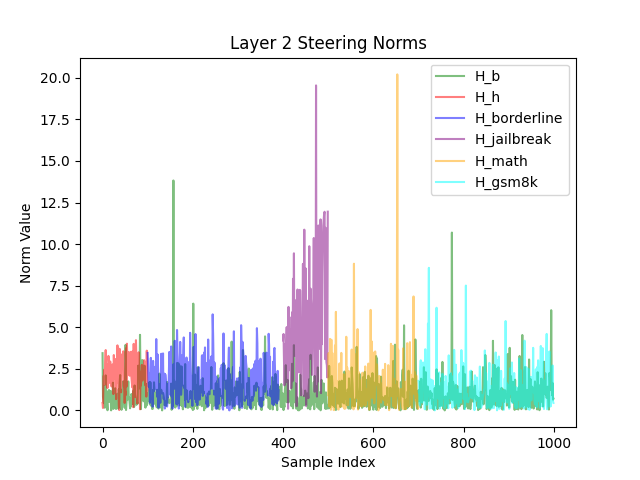 Layer 2 Steering Norms
Norm Value
20.0
17.5
15.0
12.5
10.0
7.5
5.0
2.5
0.0
H_b
H_h
H_borderline
H_jailbreak
H_math
H_gsm8k
0 200 400 600 800 1000
Sample Index